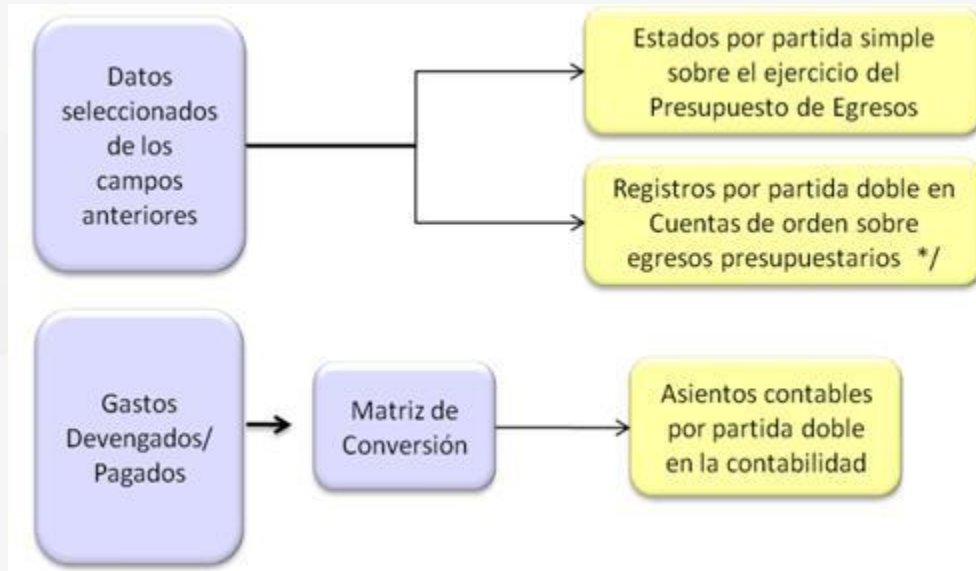 Datos
seleccionados
de los
campos
anteriores
Estados por partida simple
sobre el ejercicio del
Presupuesto de Egresos
Registros por partida doble en
Cuentas de orden sobre
egresos presupuestarios */
Gastos
Devengados/
Pagados
Matriz de
Conversión
Asientos contables
por partida doble
en la contabilidad